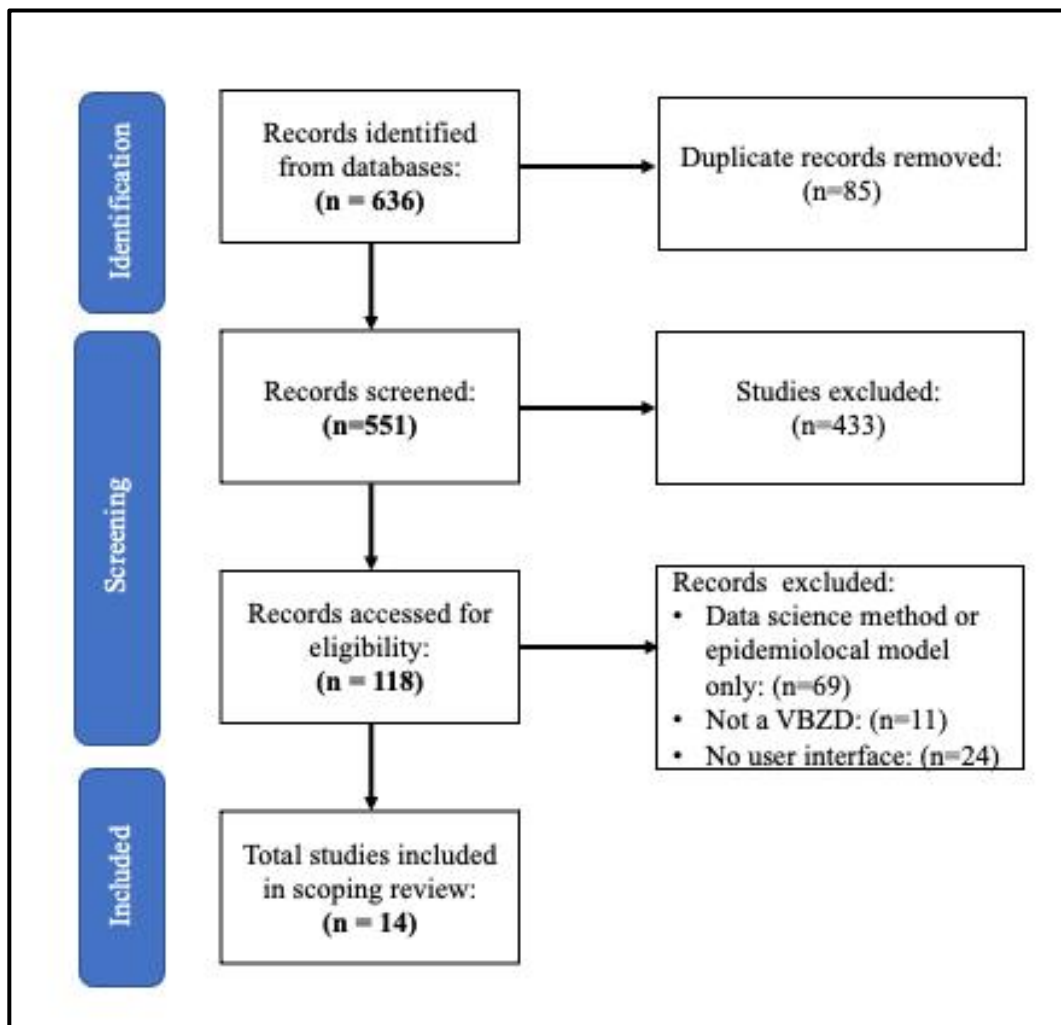 Identification
Records identified
from databases:
(n = 636)
Duplicate records removed:
(n=85)
Screening
Records screened:
(n=551)
Studies excluded:
(n=433)
Records accessed for
eligibility:
(n = 118)
Records  excluded:
• Data science method or
epidemiolocal model
only: (n=69)
• Not a VBZD: (n=11)
• No user interface: (n=24)
Included
Total studies included
in scoping review:
(n = 14)